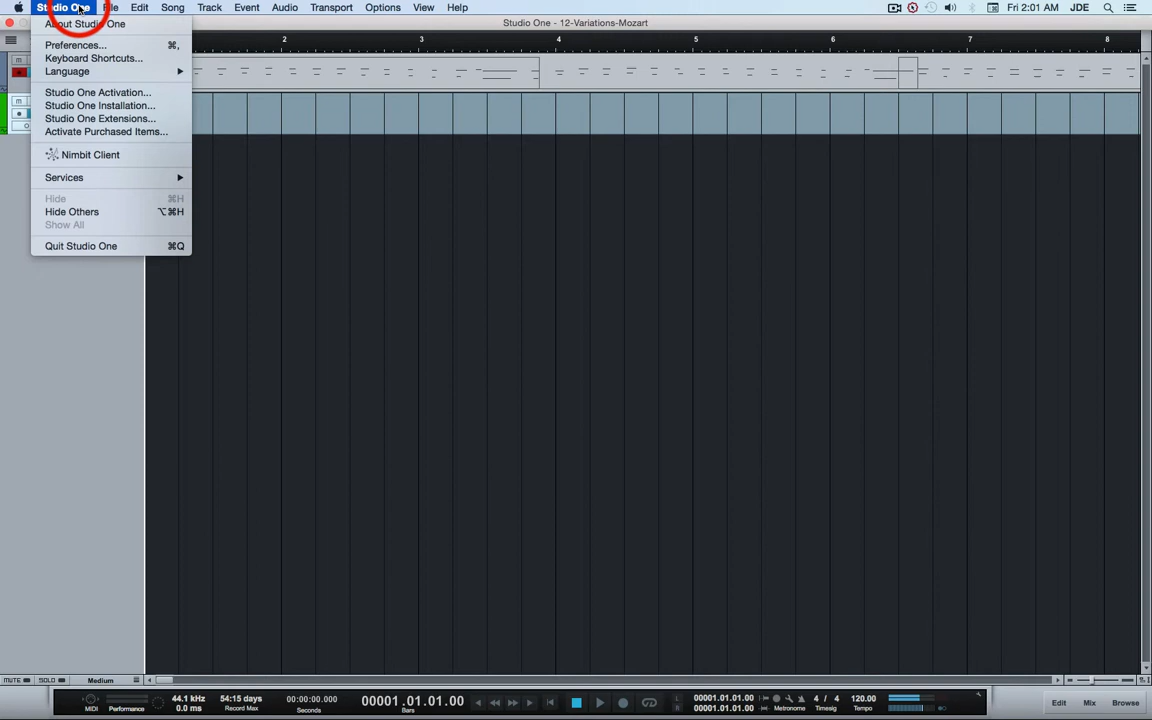 Studio One File Edit Song Track Event Audio Transport Options View Help Fri 2:01 AM JDE
Studio One - 12-Variations-Mozart
About Studio One
Preferences... ⌘,
Keyboard Shortcuts...
Language
Studio One Activation...
Studio One Installation...
Studio One Extensions...
Activate Purchased Items...
Nimbit Client
Services
Hide ⌘H
Hide Others ⌥⌘H
Show All
Quit Studio One ⌘Q
2 3 4 5 6 7 8
M
M
MUTE SOLO Medium
MIDI
Performance
44.1 kHz
0.0 ms
54:15 days
Record Max
00:00:00.000
Seconds
00001.01.01.00
Bars
L 00001.01.01.00
R 00001.01.01.00
Metronome
4 / 4
Timesig
120.00
Tempo
Edit Mix Browse